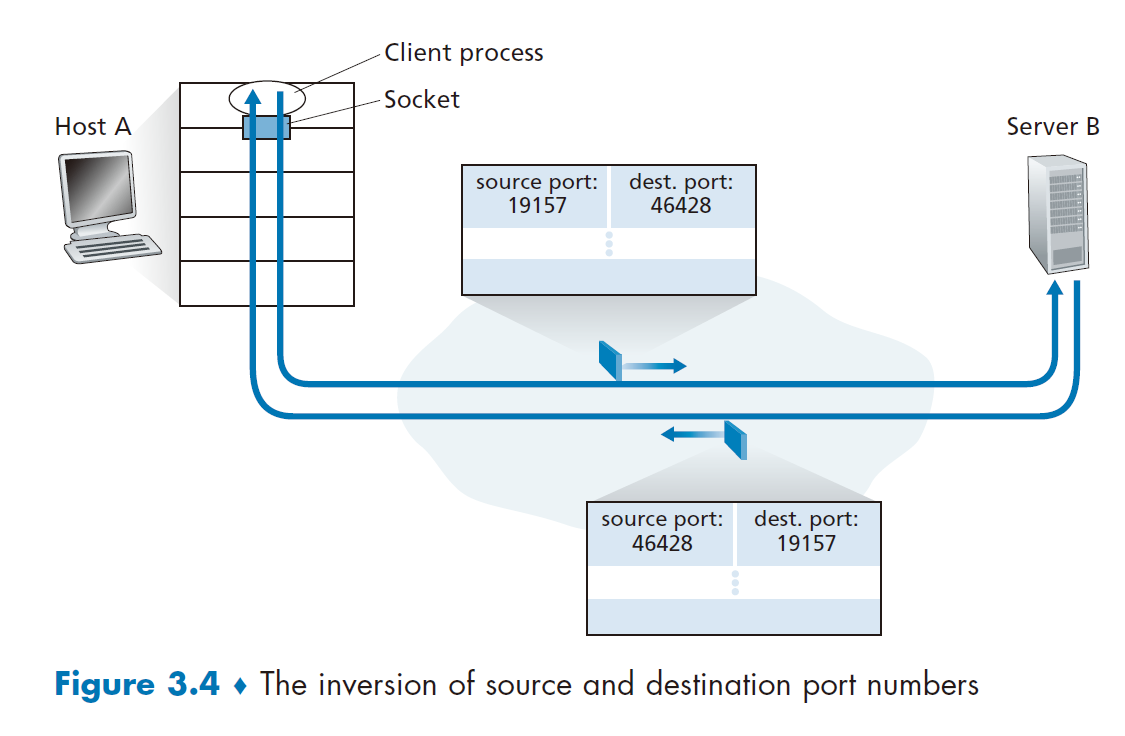 Client process
Socket
Host A
Server B
source port: dest. port:
19157 46428
source port: dest. port:
46428 19157
Figure 3.4 ♦ The inversion of source and destination port numbers